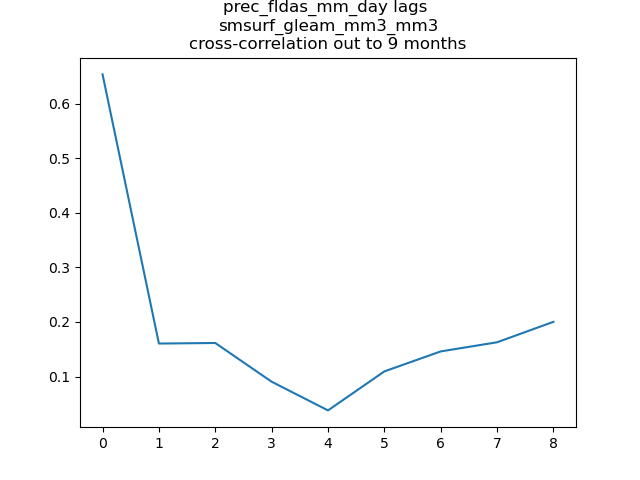 prec_fldas_mm_day lags
smsurf_gleam_mm3_mm3
cross-correlation out to 9 months
0.6
0.5
0.4
0.3
0.2
0.1
0 1 2 3 4 5 6 7 8